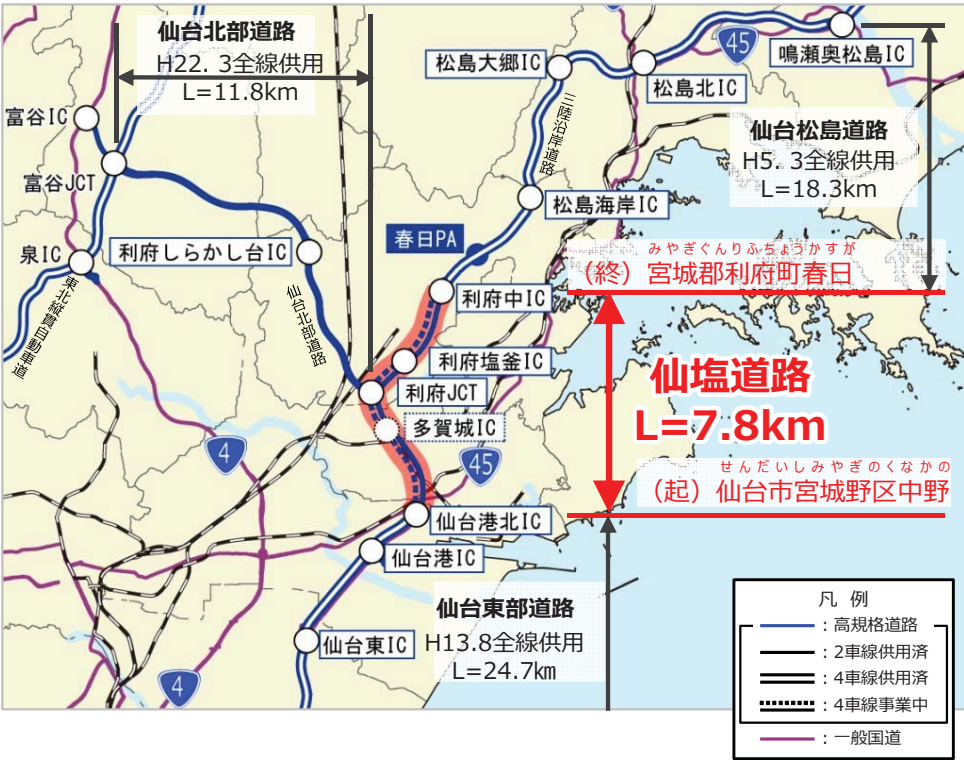 仙台北部道路
H22. 3全線供用
L=11.8km
45
鳴瀬奥松島IC
松島大郷IC
松島北IC
三陸沿岸道路
富谷IC
富谷JCT
仙台松島道路
H5. 3全線供用
L=18.3km
松島海岸IC
泉IC
利府しらかし台IC
春日PA
みやぎぐんりふちょうかすが
（終）宮城郡利府町春日
東北縦貫自動車道
仙台北部道路
利府中IC
利府塩釜IC
利府JCT
仙塩道路
L=7.8km
多賀城IC
4
45
せんだいしみやぎのくなかの
（起）仙台市宮城野区中野
仙台港北IC
仙台港IC
仙台東部道路
H13.8全線供用
L=24.7km
仙台東IC
4
凡 例
：高規格道路
：2車線供用済
：4車線供用済
：4車線事業中
：一般国道